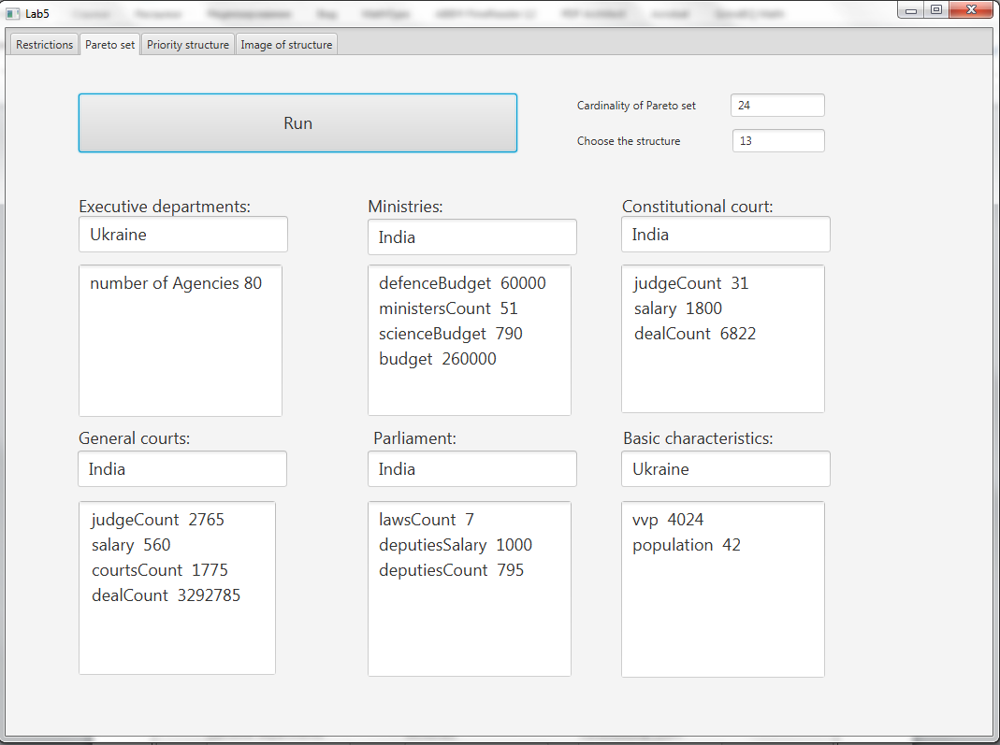 Lab5
Restrictions Pareto set Priority structure Image of structure
Run
Cardinality of Pareto set 24
Choose the structure 13
Executive departments: Ministries: Constitutional court:
Ukraine India India
number of Agencies 80
defenceBudget 60000
ministersCount 51
scienceBudget 790
budget 260000
judgeCount 31
salary 1800
dealCount 6822
General courts: Parliament: Basic characteristics:
India India Ukraine
judgeCount 2765
salary 560
courtsCount 1775
dealCount 3292785
lawsCount 7
deputiesSalary 1000
deputiesCount 795
vvp 4024
population 42